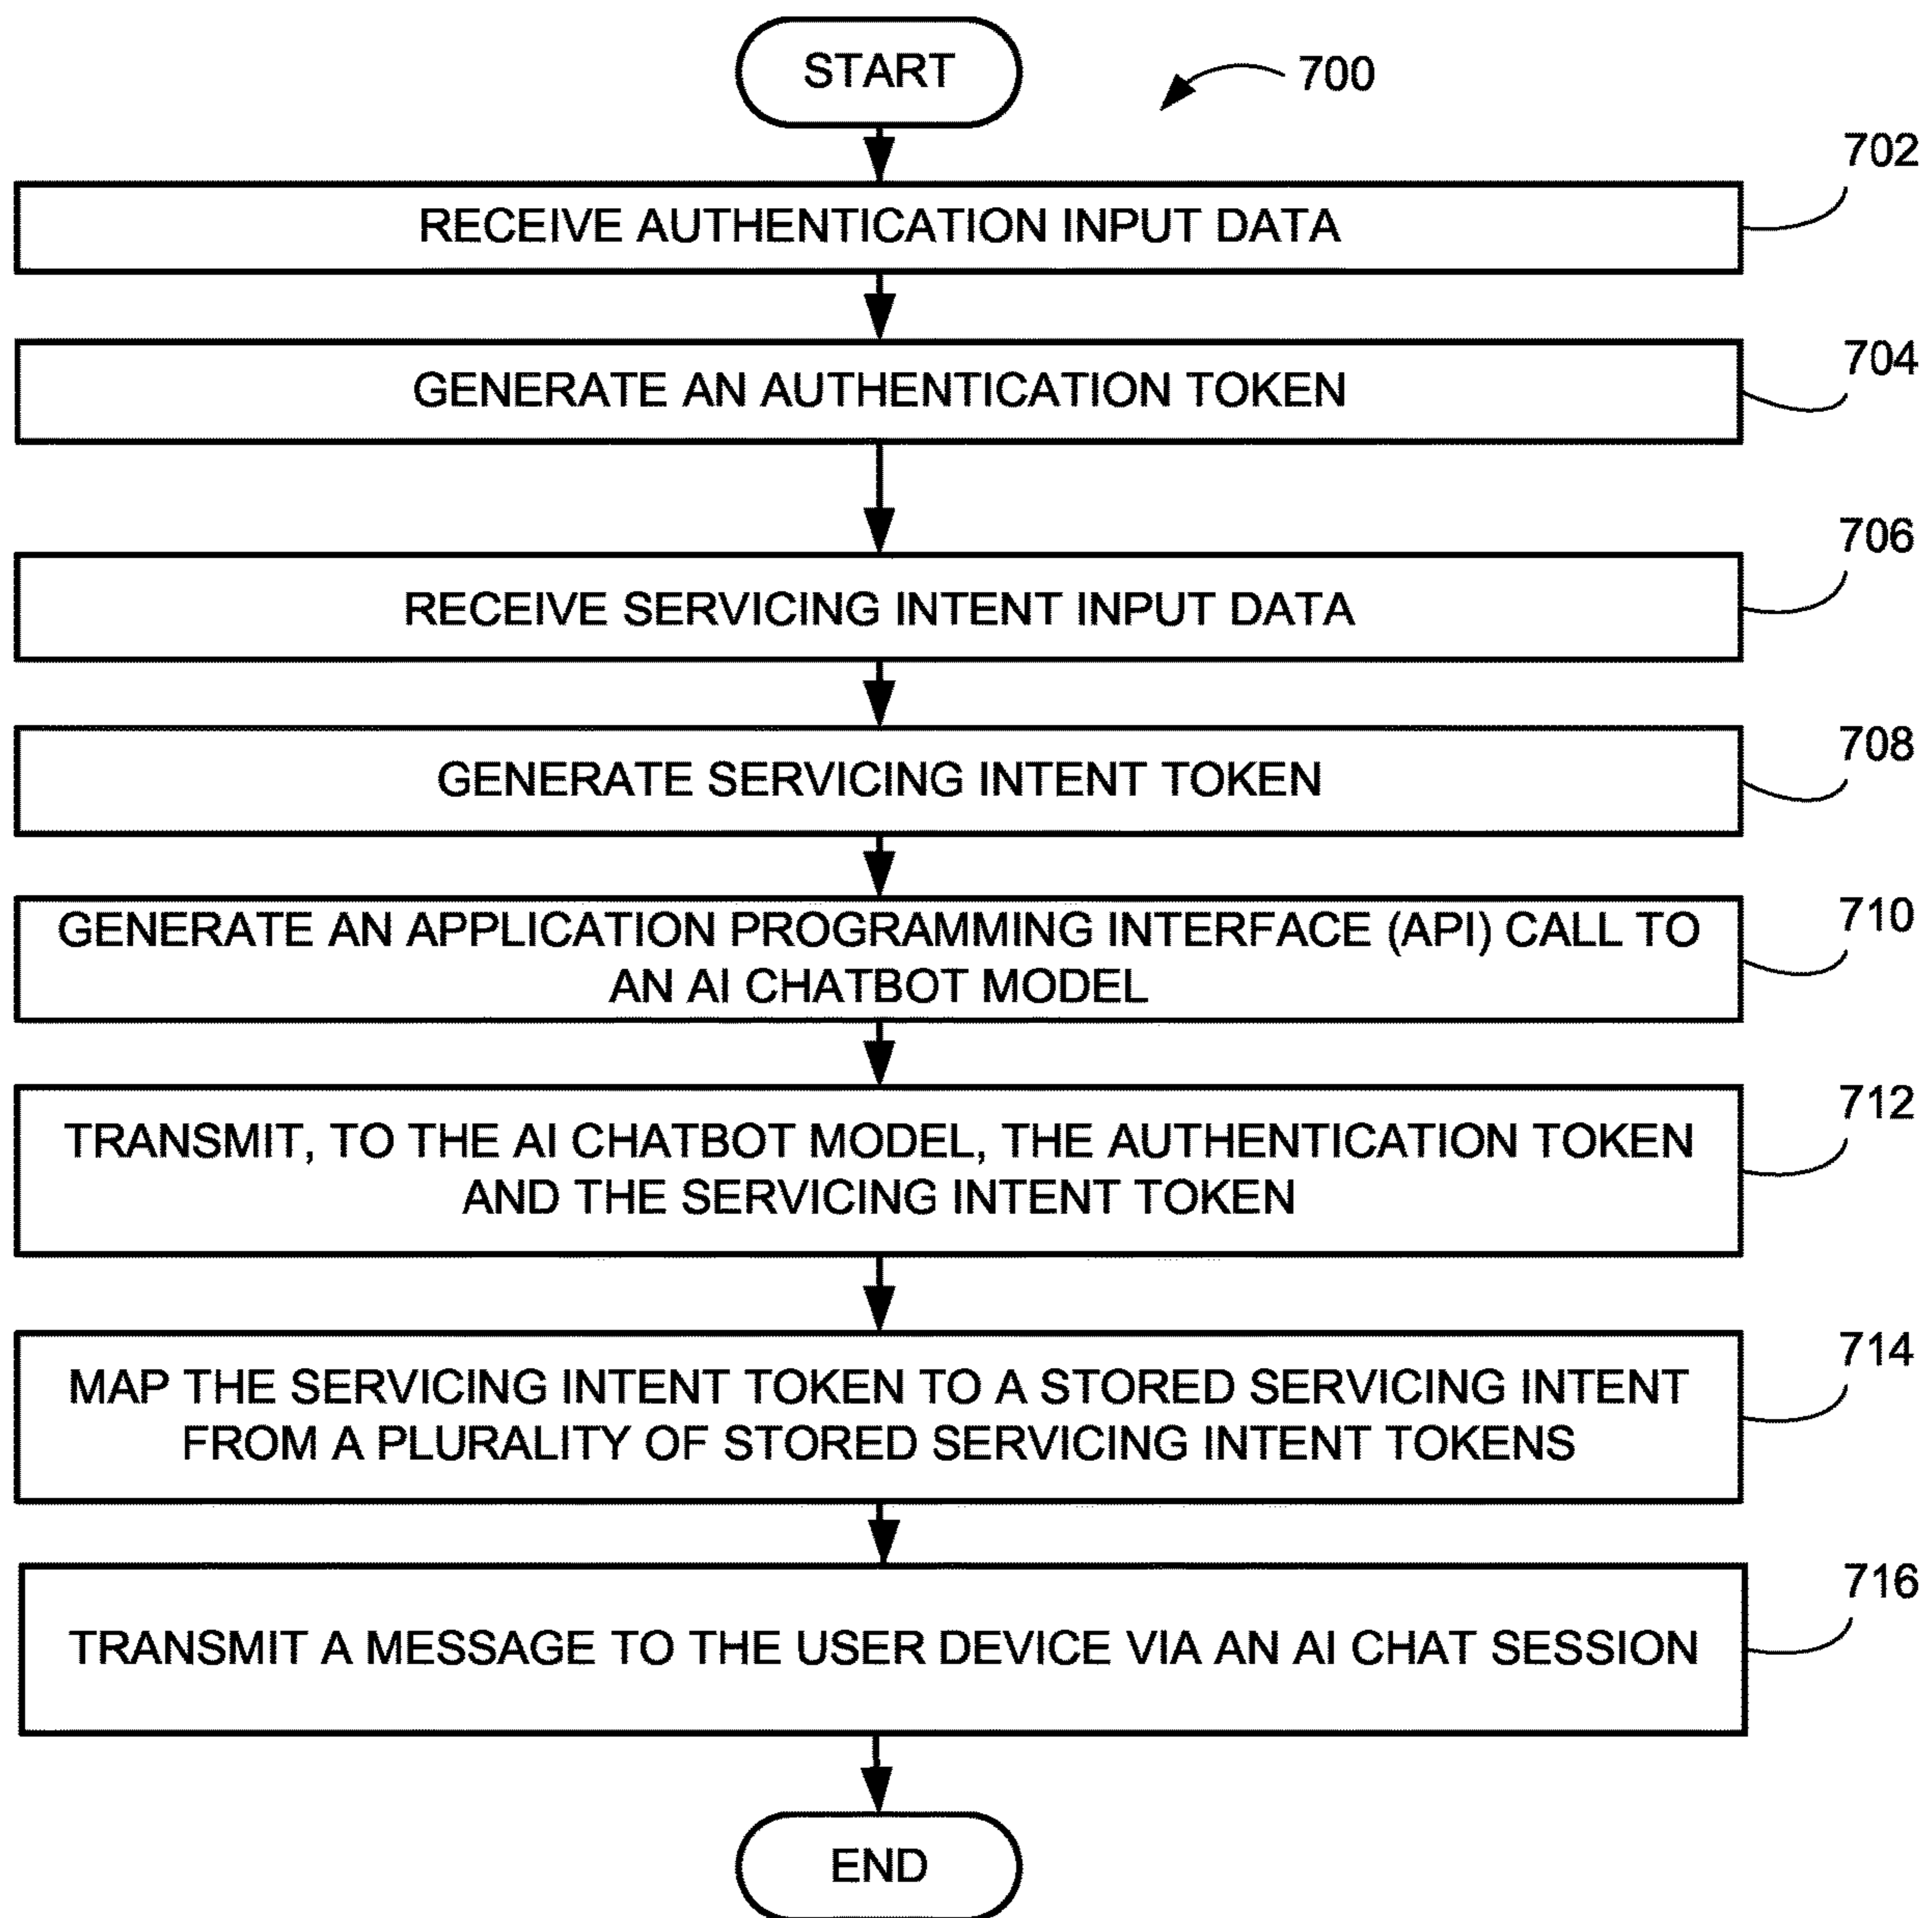 START
700
702
RECEIVE AUTHENTICATION INPUT DATA
704
GENERATE AN AUTHENTICATION TOKEN
706
RECEIVE SERVICING INTENT INPUT DATA
708
GENERATE SERVICING INTENT TOKEN
710
GENERATE AN APPLICATION PROGRAMMING INTERFACE (API) CALL TO
AN AI CHATBOT MODEL
712
TRANSMIT, TO THE AI CHATBOT MODEL, THE AUTHENTICATION TOKEN
AND THE SERVICING INTENT TOKEN
714
MAP THE SERVICING INTENT TOKEN TO A STORED SERVICING INTENT
FROM A PLURALITY OF STORED SERVICING INTENT TOKENS
716
TRANSMIT A MESSAGE TO THE USER DEVICE VIA AN AI CHAT SESSION
END